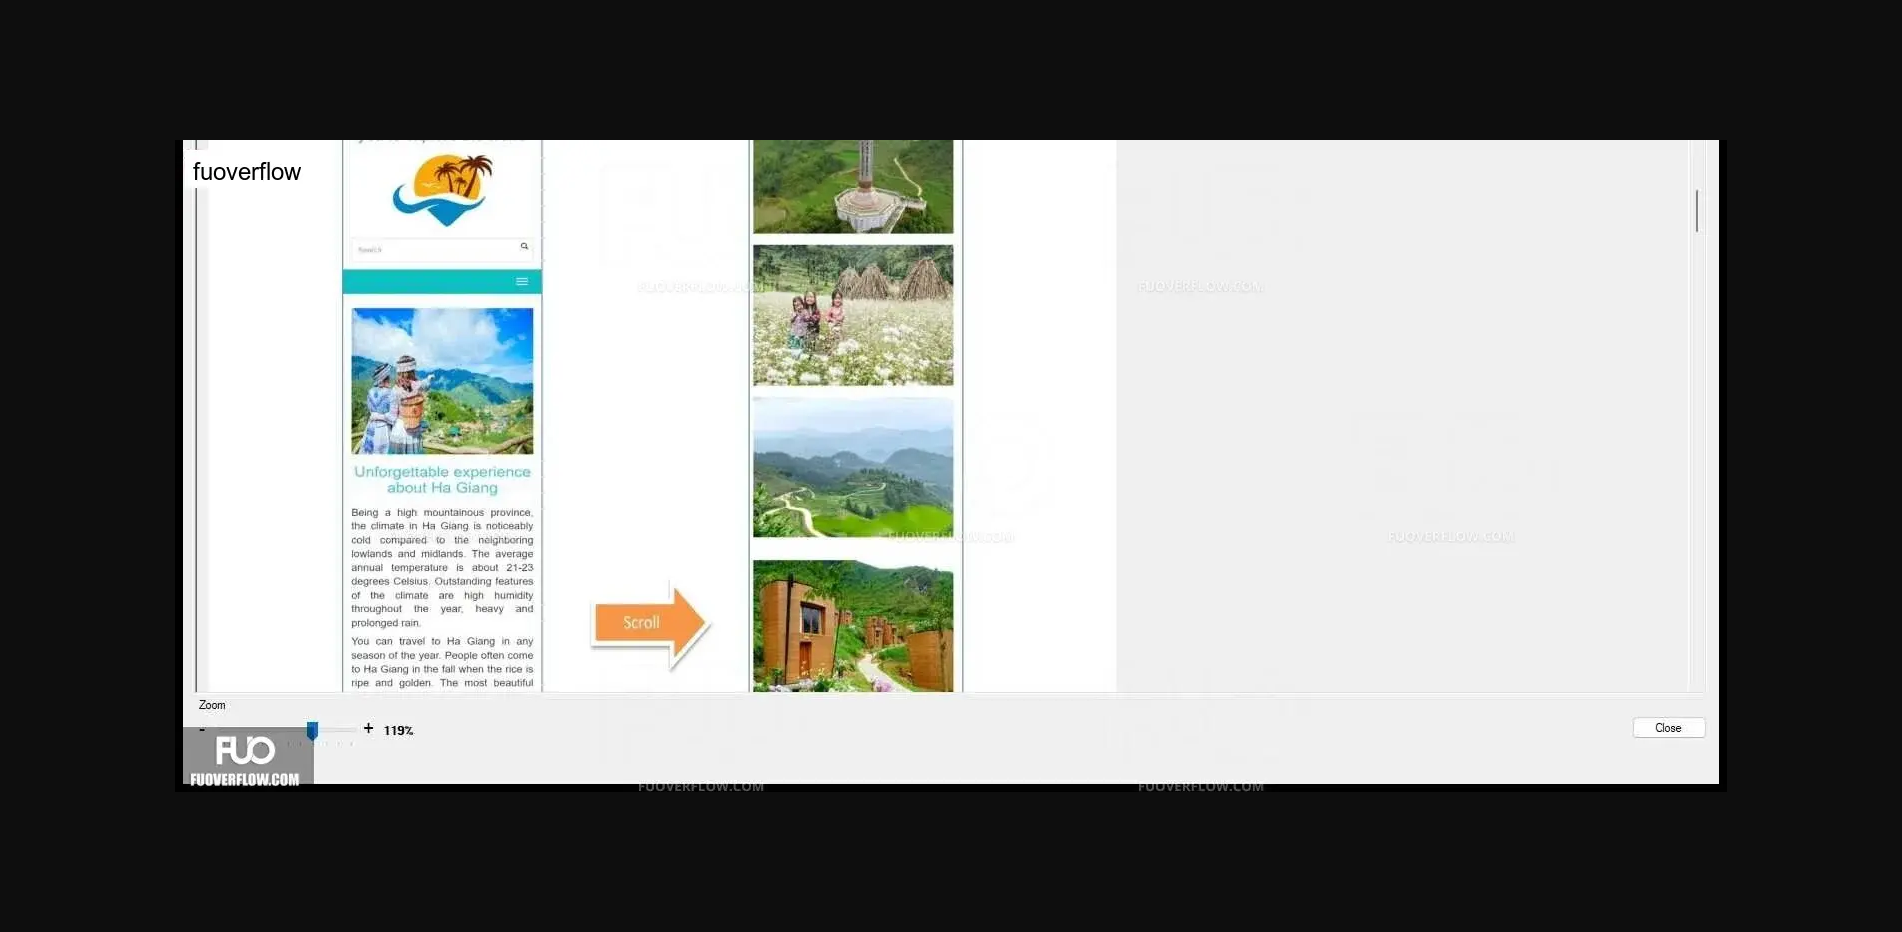 fuoverflow
Search
Unforgettable experience
about Ha Giang
Being a high mountainous province,
the climate in Ha Giang is noticeably
cold compared to the neighboring
lowlands and midlands. The average
annual temperature is about 21-23
degrees Celsius. Outstanding features
of the climate are high humidity
throughout the year, heavy and
prolonged rain.
You can travel to Ha Giang in any
season of the year. People often come
to Ha Giang in the fall when the rice is
ripe and golden. The most beautiful
Scroll
FUOVERFLOW.COM
FUOVERFLOW.COM
FUOVERFLOW.COM
FUOVERFLOW.COM
Zoom
- + 119%
Close
FUO
FUOVERFLOW.COM
FUOVERFLOW.COM
FUOVERFLOW.COM